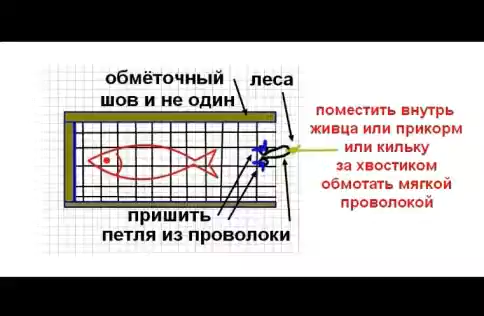 обмёточный
шов и не один
леса
поместить внутрь
живца или прикорм
или кильку
за хвостиком
обмотать мягкой
проволокой
пришить
петля из проволоки